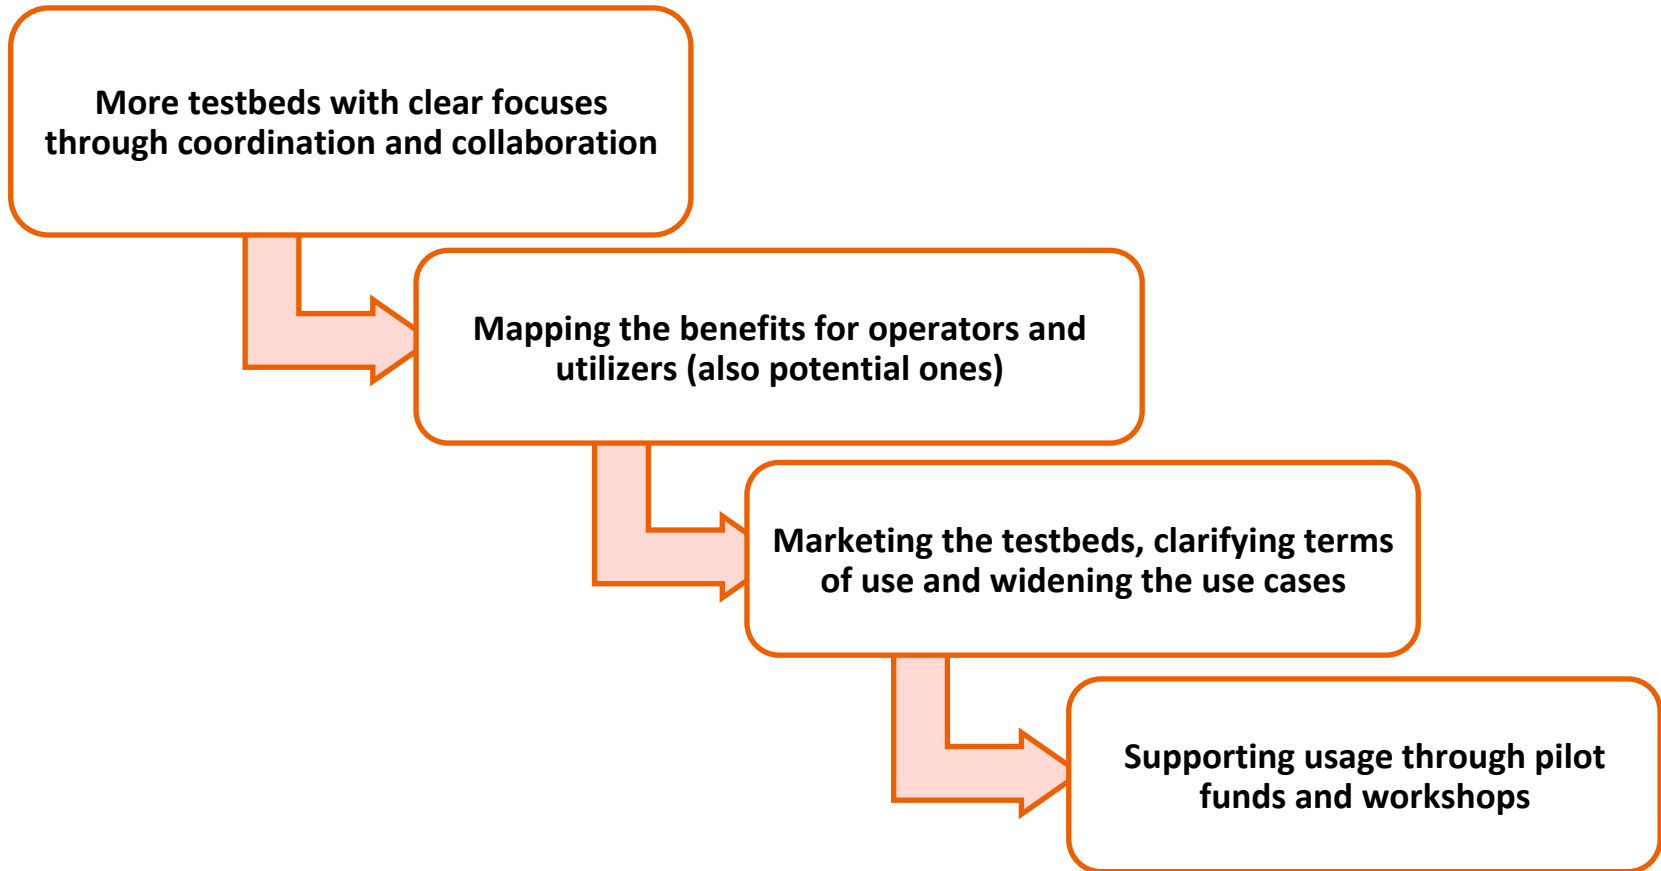 More testbeds with clear focuses
through coordination and collaboration
Mapping the benefits for operators and
utilizers (also potential ones)
Marketing the testbeds, clarifying terms
of use and widening the use cases
Supporting usage through pilot
funds and workshops